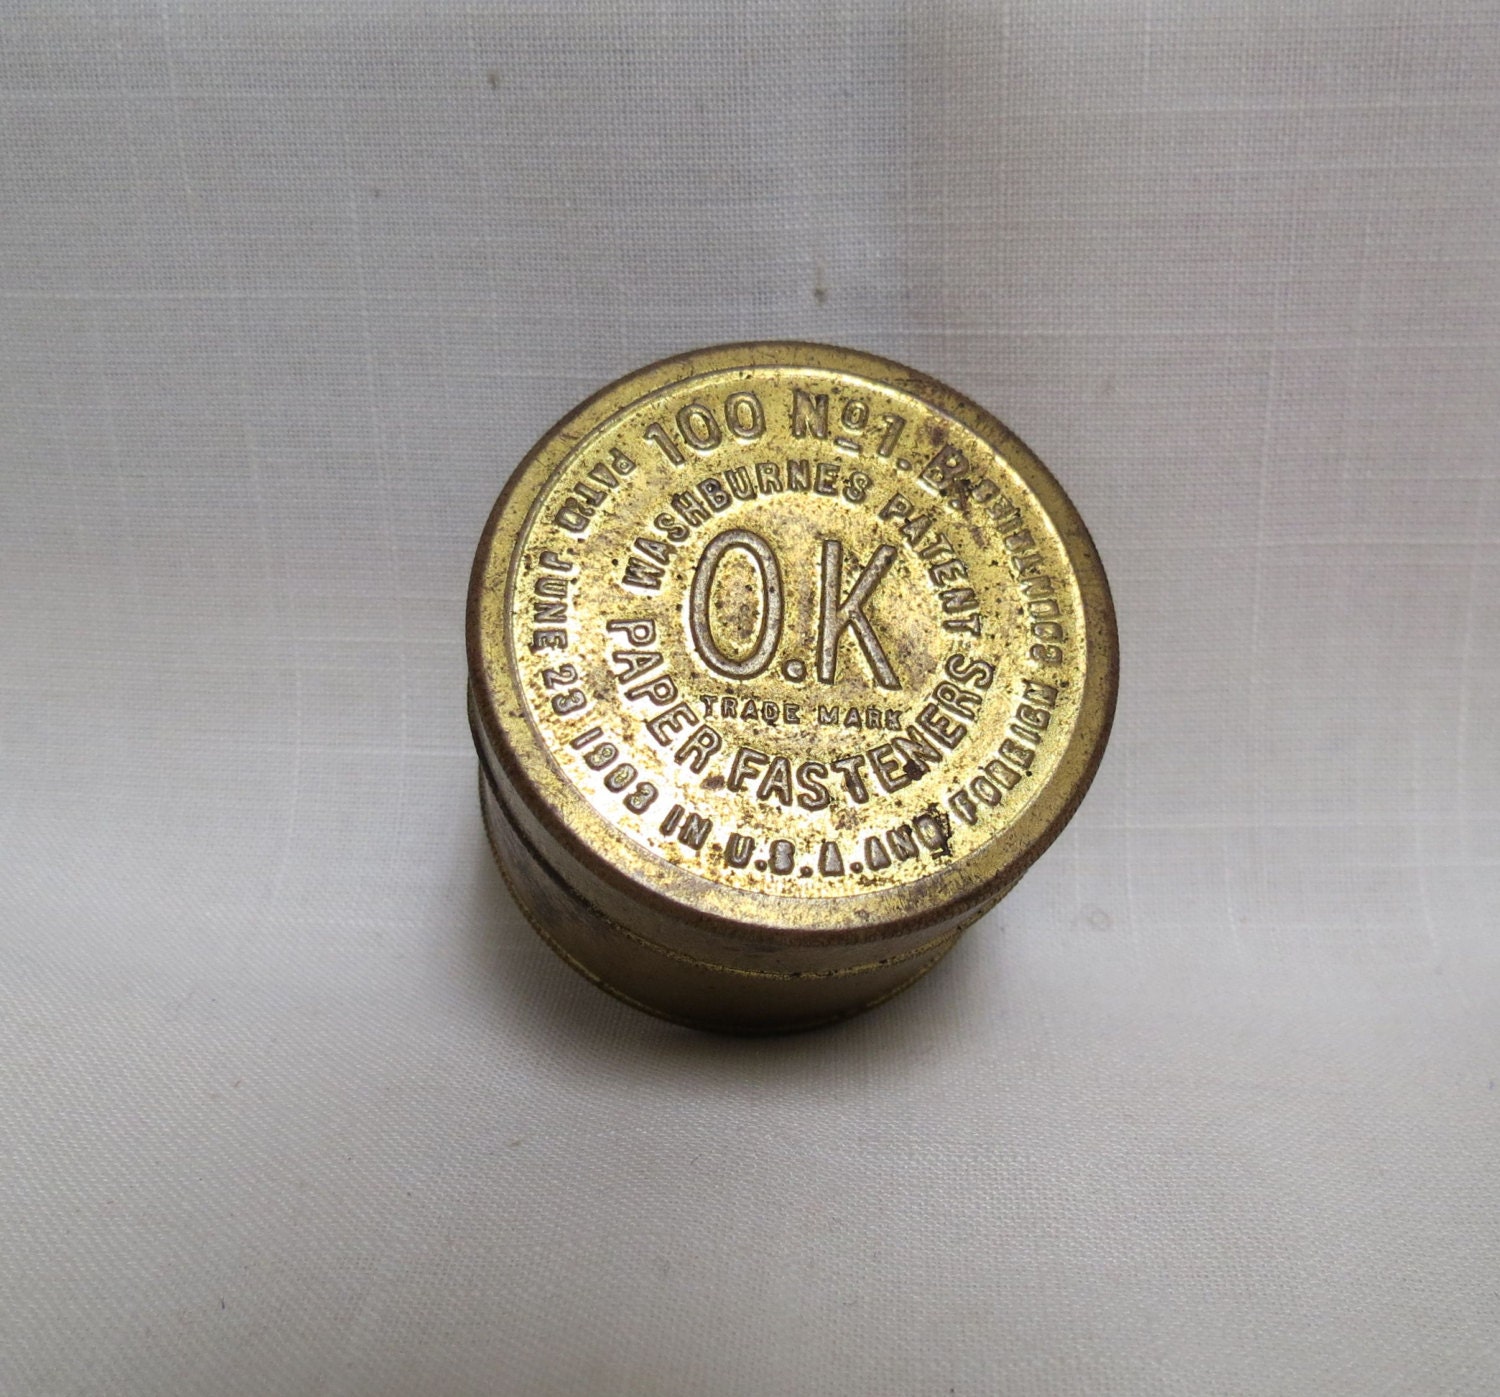 100 No 1. B.
PAT'D JUNE 23 1903 IN U.S.A. AND FOREIGN COUNTRIES
WASHBURNES PATENT
O.K
TRADE MARK
PAPER FASTENERS